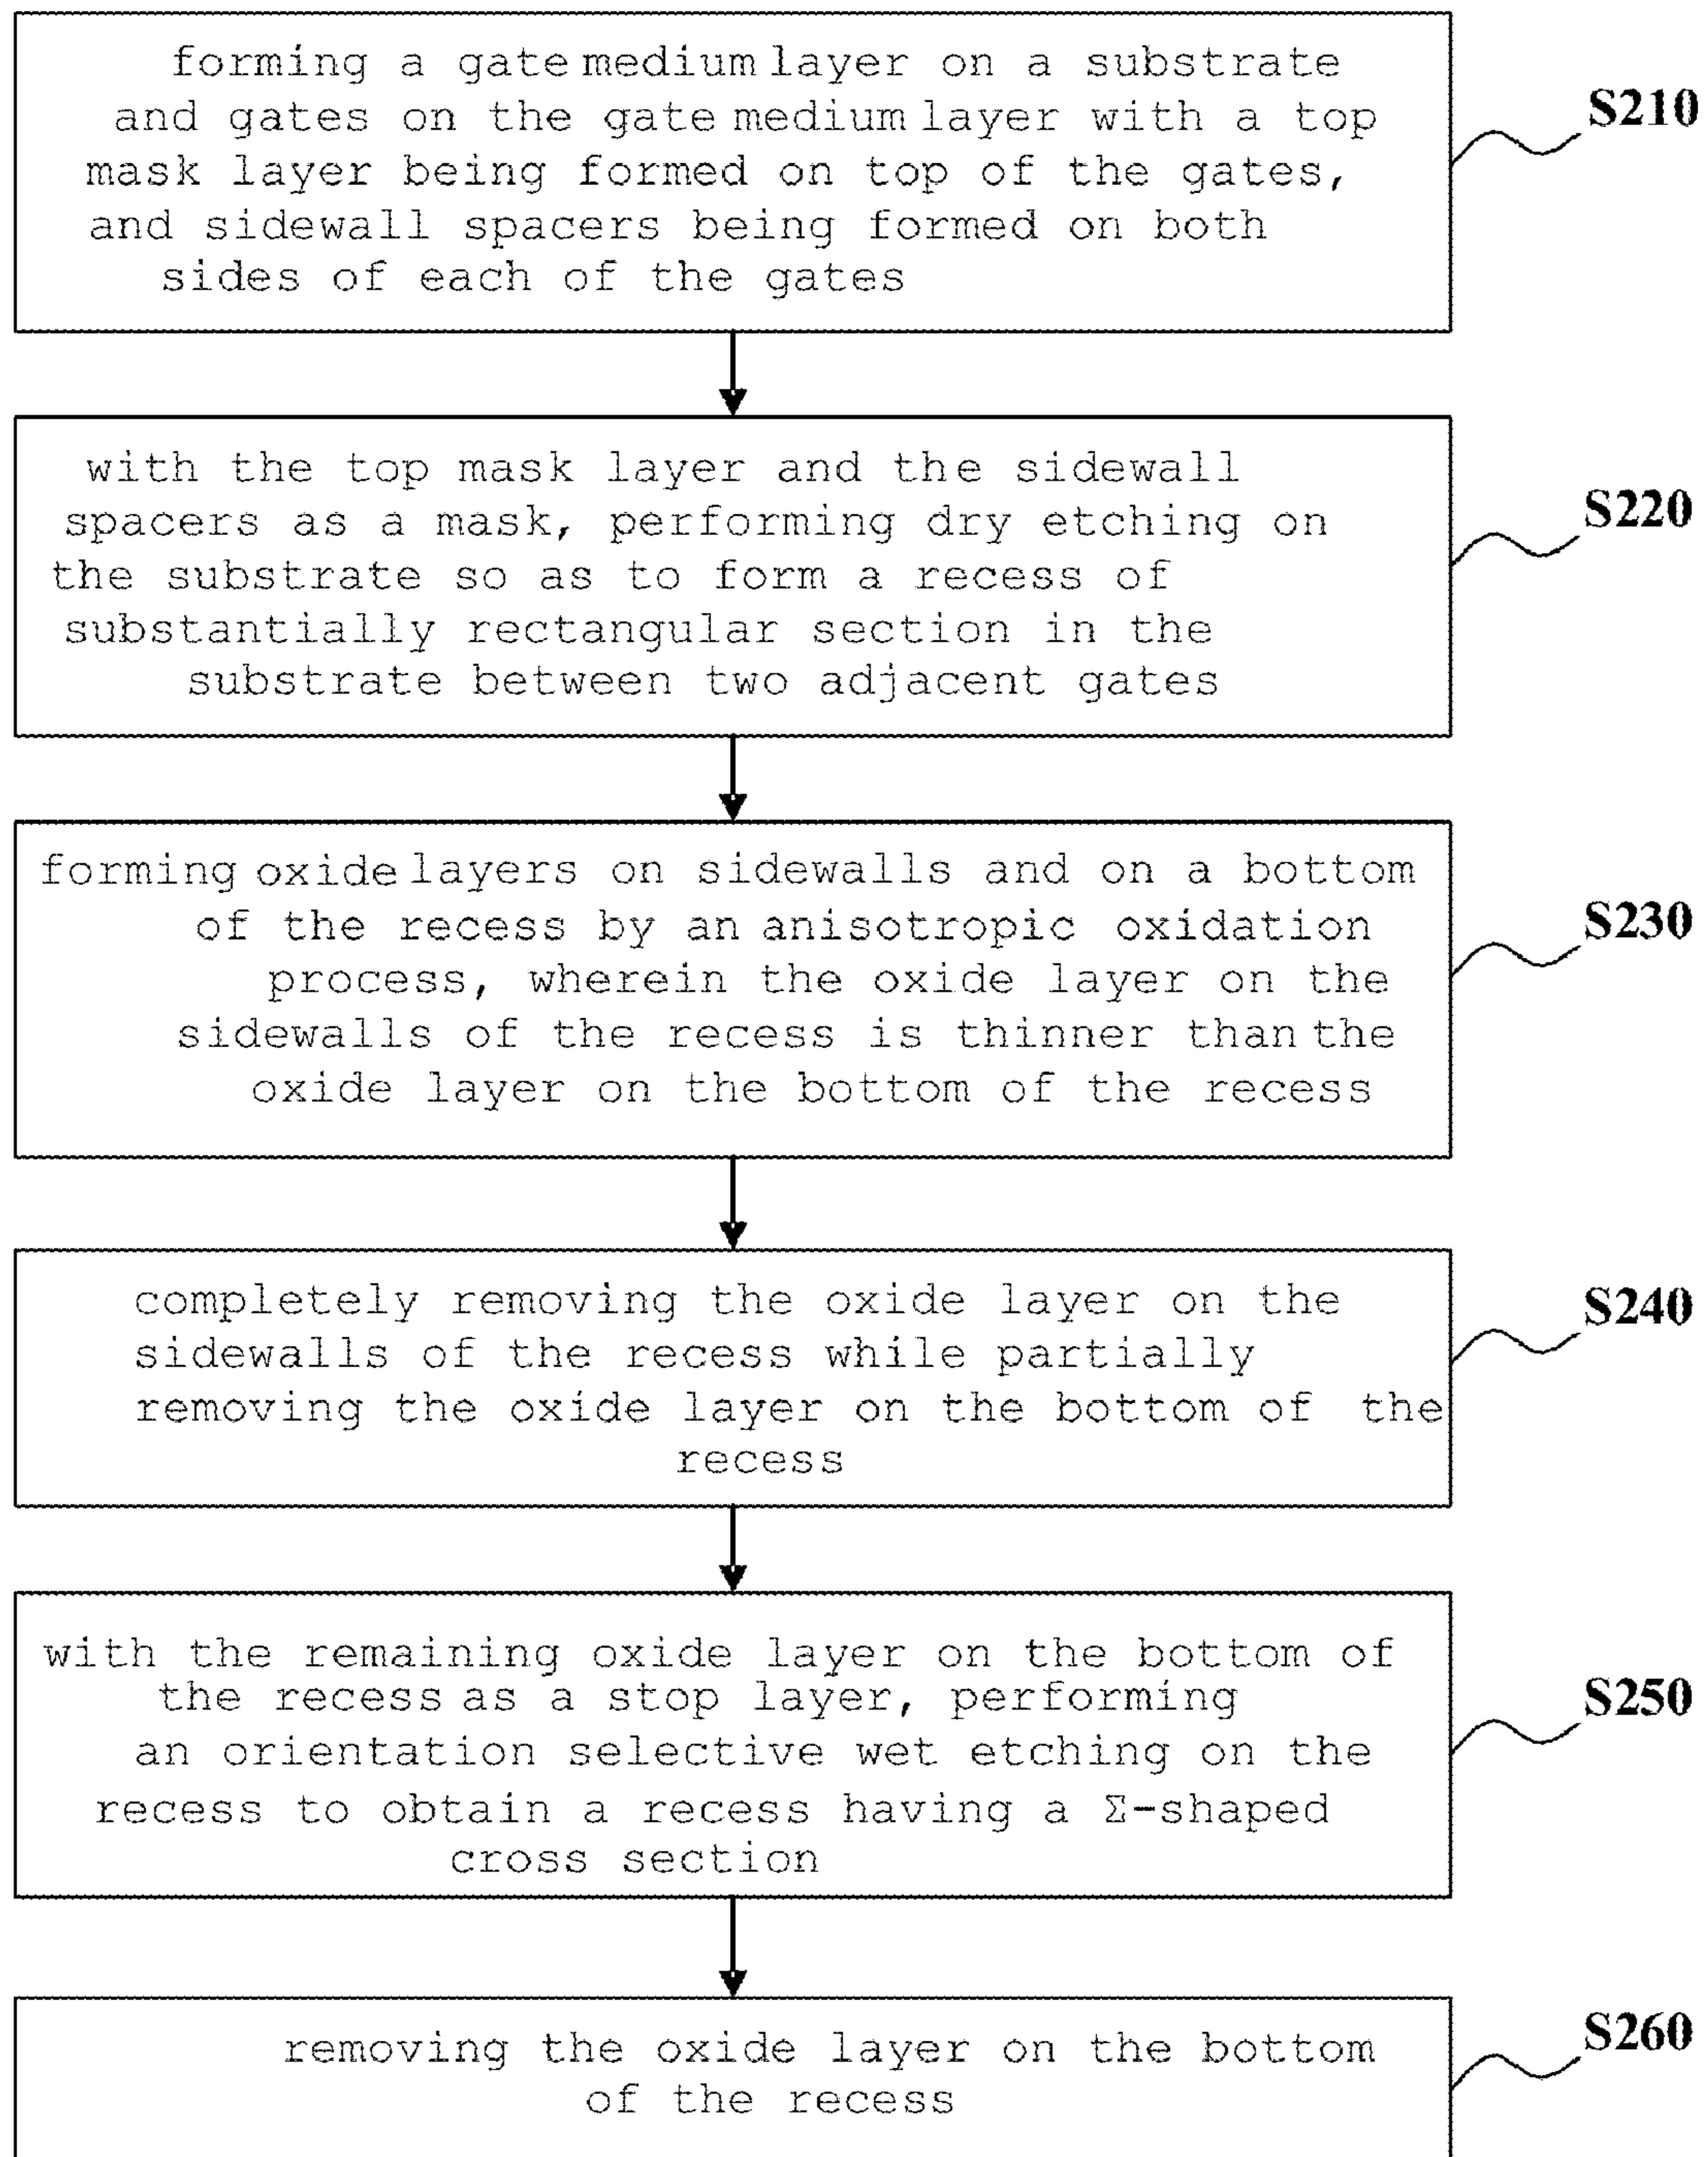 forming a gate medium layer on a substrate
and gates on the gate medium layer with a top
mask layer being formed on top of the gates,
and sidewall spacers being formed on both
sides of each of the gates
S210
with the top mask layer and the sidewall
spacers as a mask, performing dry etching on
the substrate so as to form a recess of
substantially rectangular section in the
substrate between two adjacent gates
S220
forming oxide layers on sidewalls and on a bottom
of the recess by an anisotropic oxidation
process, wherein the oxide layer on the
sidewalls of the recess is thinner than the
oxide layer on the bottom of the recess
S230
completely removing the oxide layer on the
sidewalls of the recess while partially
removing the oxide layer on the bottom of the
recess
S240
with the remaining oxide layer on the bottom of
the recess as a stop layer, performing
an orientation selective wet etching on the
recess to obtain a recess having a Σ-shaped
cross section
S250
removing the oxide layer on the bottom
of the recess
S260